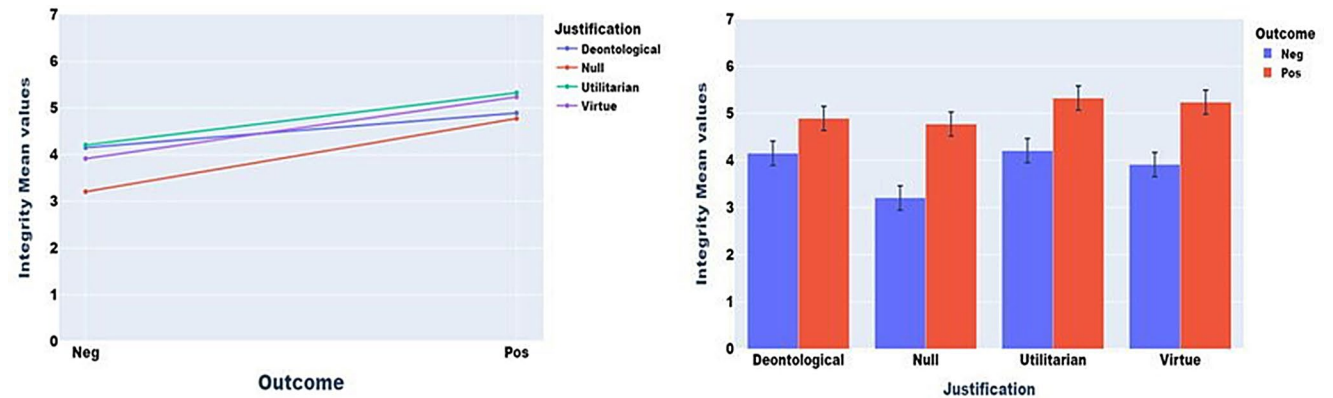 Integrity Mean values
7
6
5
4
3
2
1
0
Neg
Pos
Outcome
Justification
Deontological
Null
Utilitarian
Virtue
Integrity Mean values
7
6
5
4
3
2
1
0
Deontological
Null
Utilitarian
Virtue
Justification
Outcome
Neg
Pos